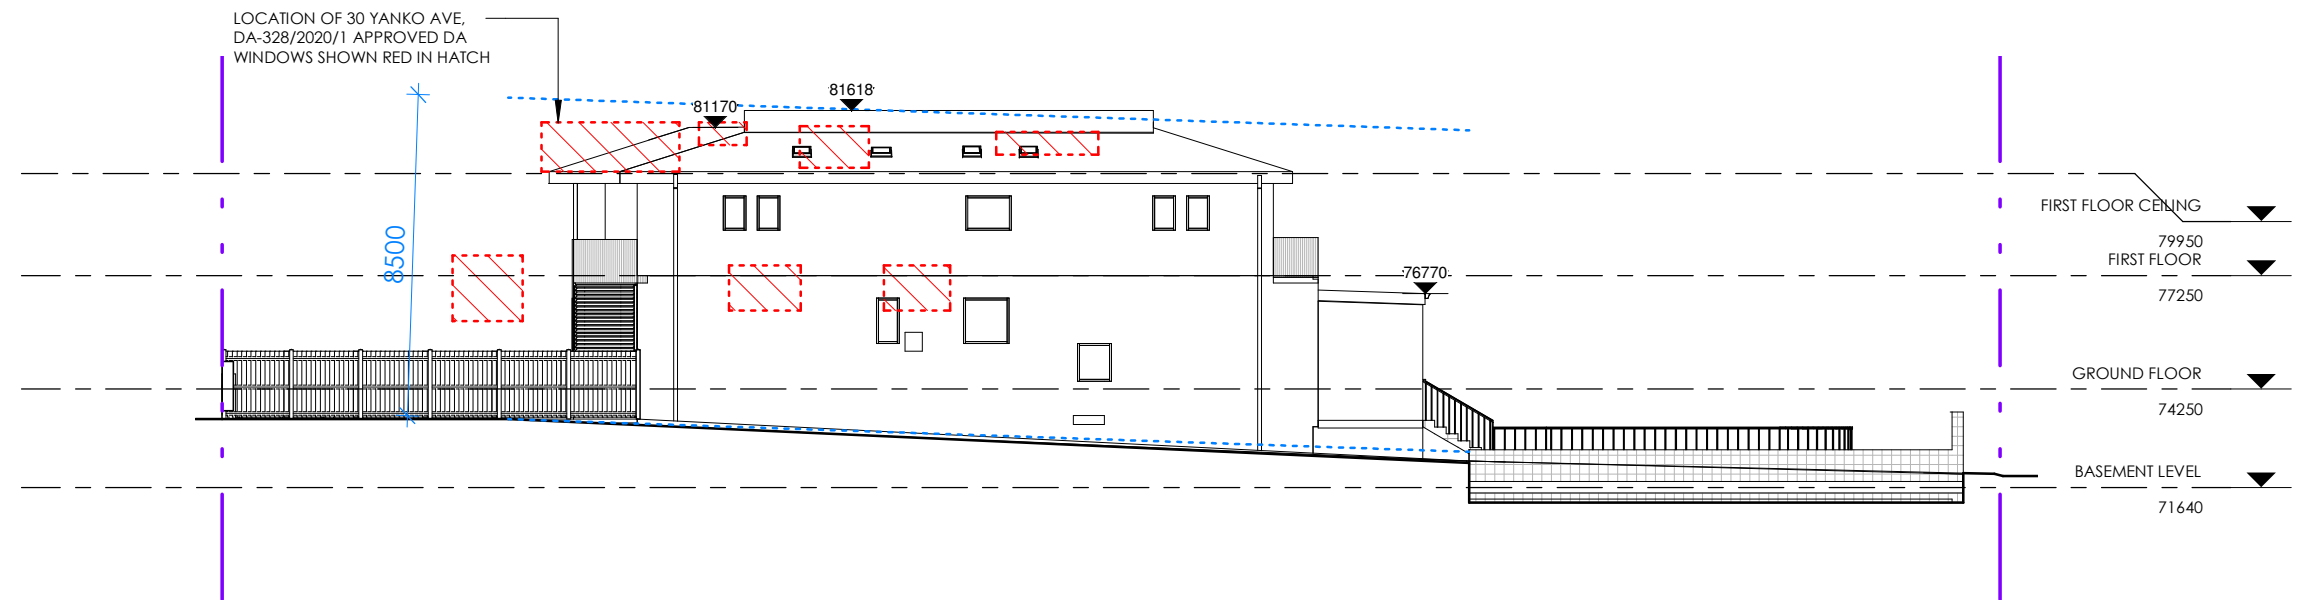 LOCATION OF 30 YANKO AVE,
DA-328/2020/1 APPROVED DA
WINDOWS SHOWN RED IN HATCH
81618
81170
8500
76770
FIRST FLOOR CEILING
79950
FIRST FLOOR
77250
GROUND FLOOR
74250
BASEMENT LEVEL
71640